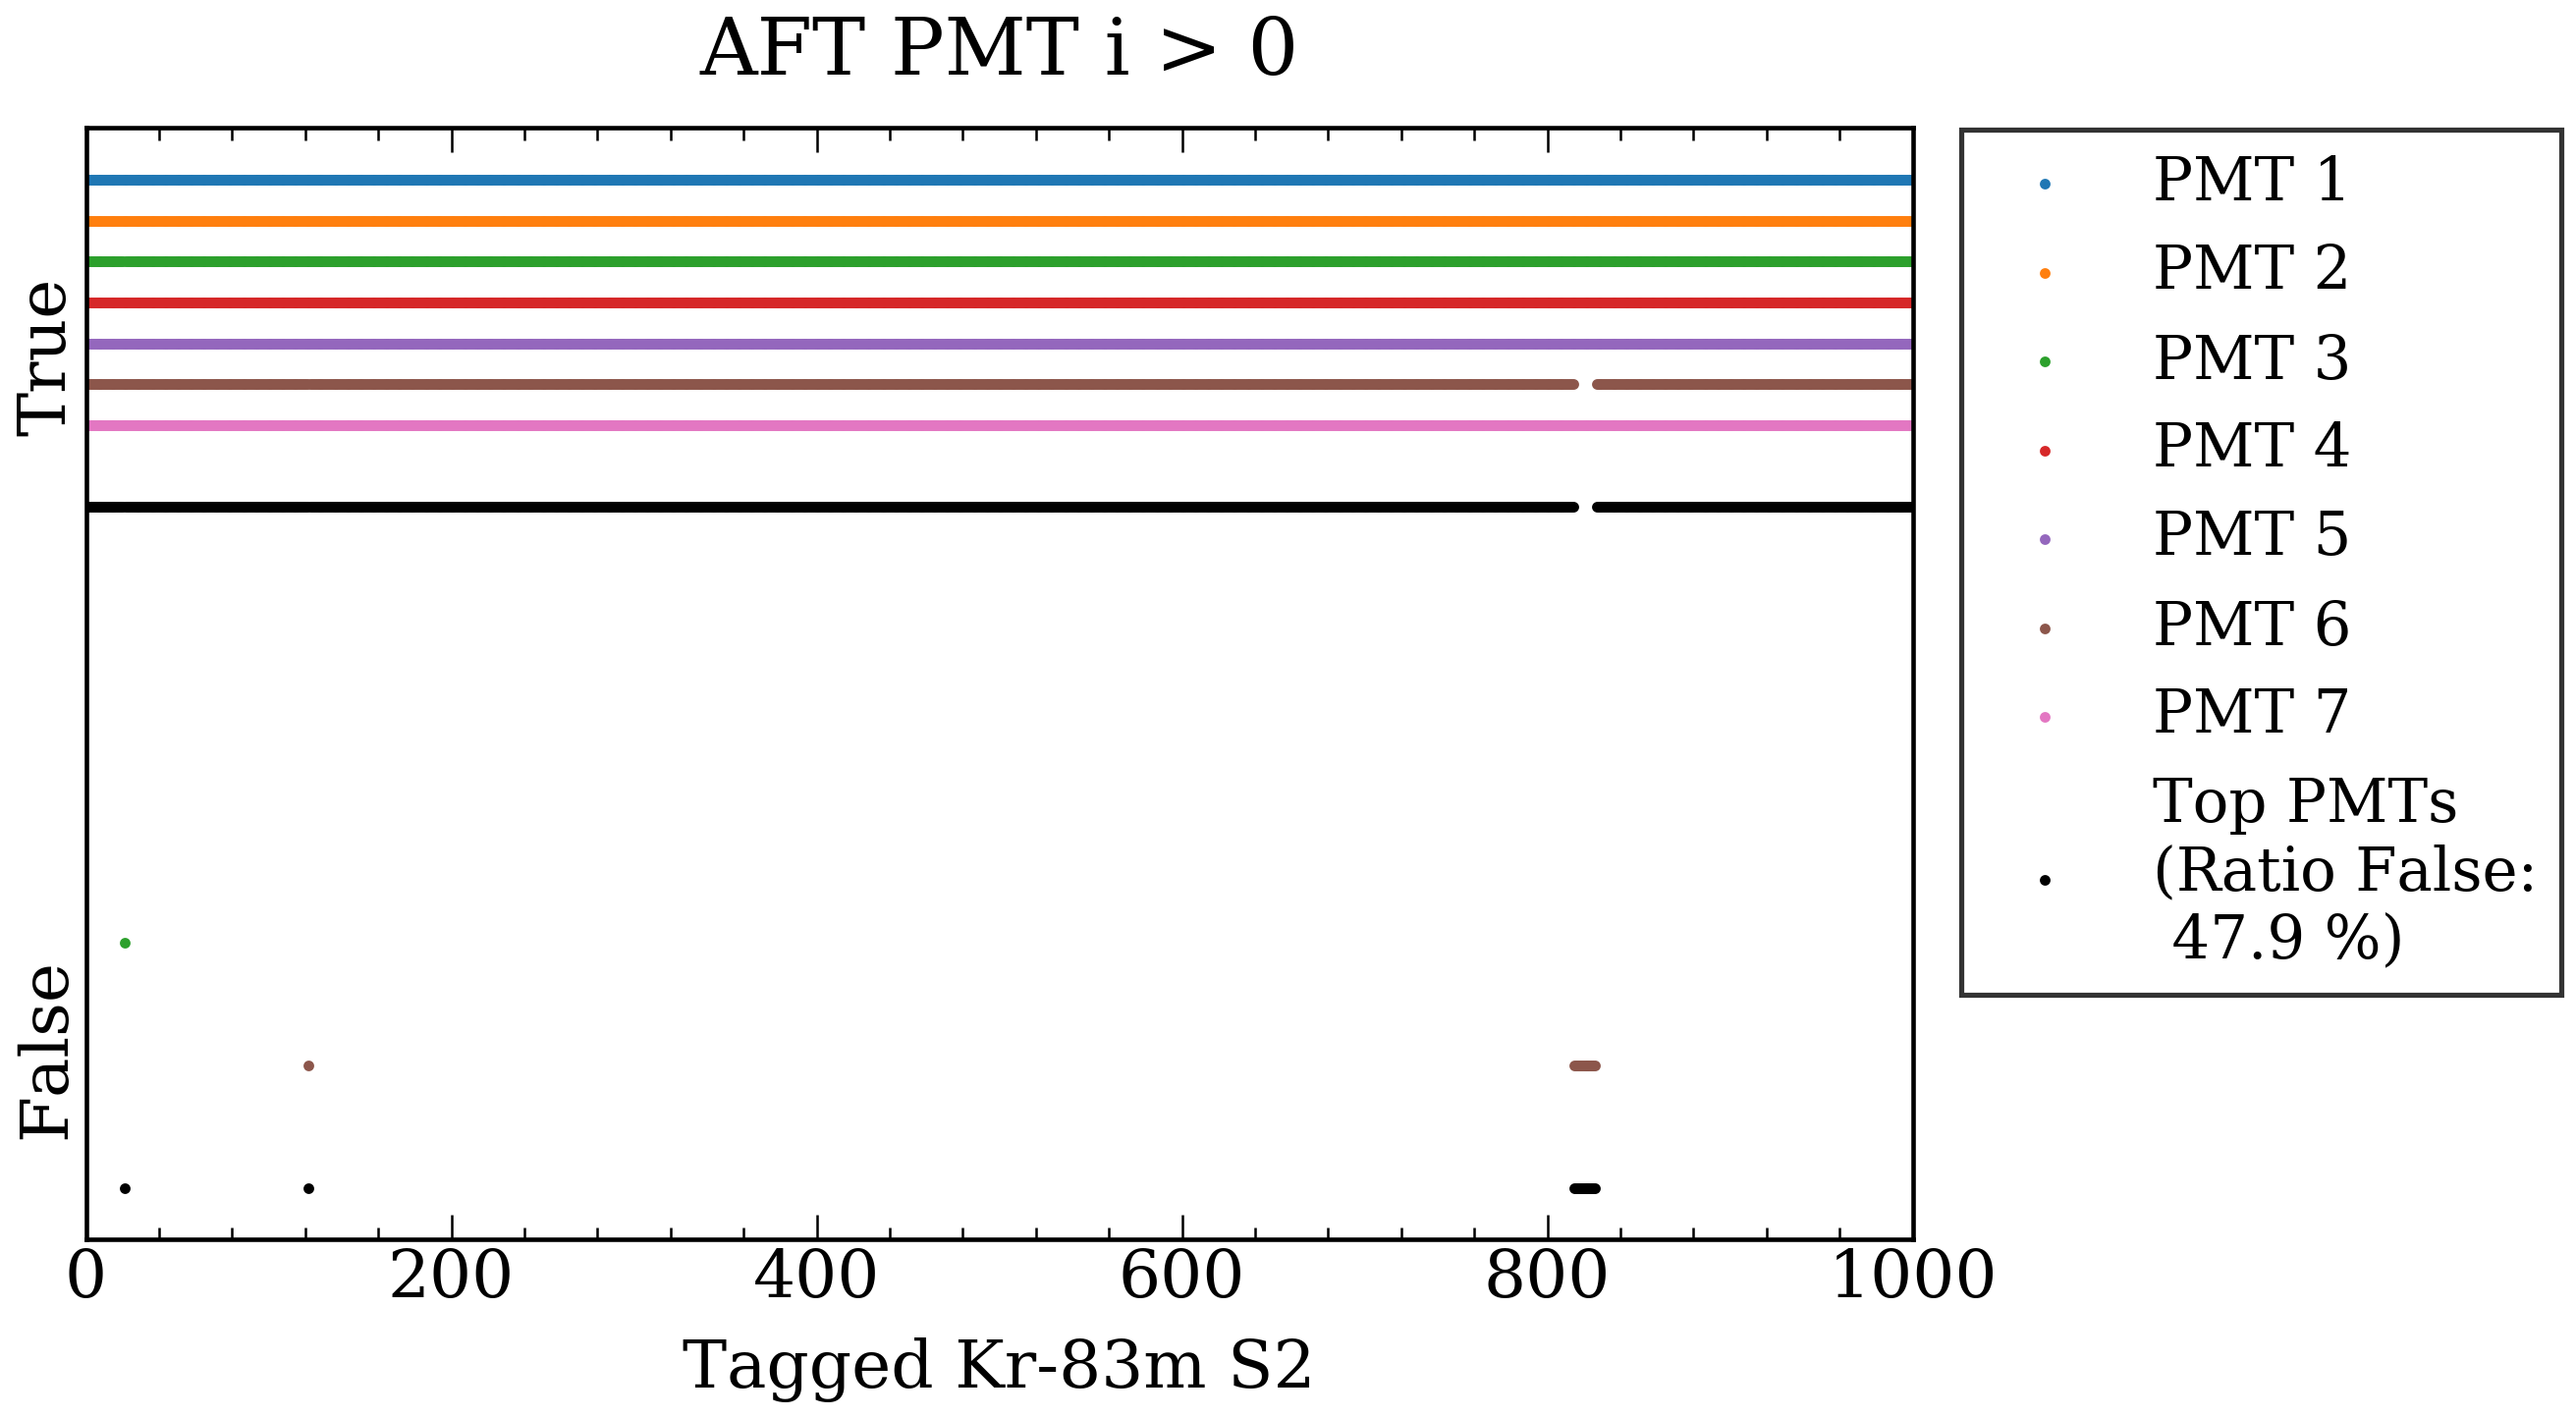 AFT PMT i > 0
True
False
0 200 400 600 800 1000
Tagged Kr-83m S2
PMT 1
PMT 2
PMT 3
PMT 4
PMT 5
PMT 6
PMT 7
Top PMTs
(Ratio False:
47.9 %)